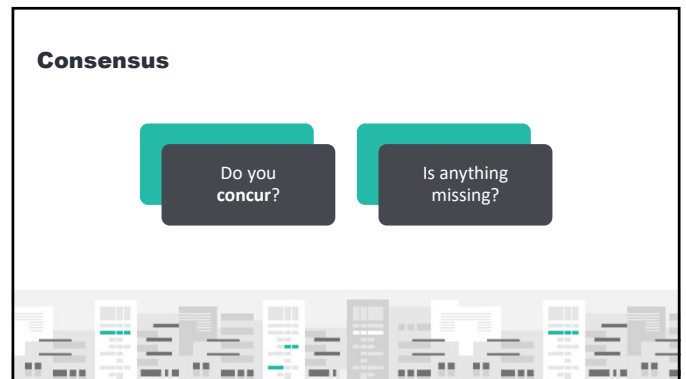 Consensus
Do you
concur?
Is anything
missing?